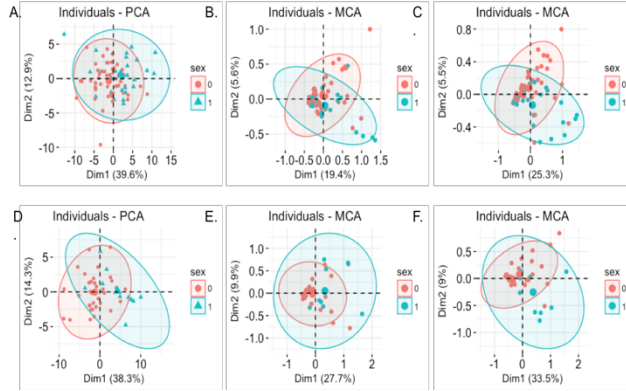 A. Individuals - PCA
Dim2 (12.9%)
5
0
-5
-10
-10 -5 0 5 10 15
Dim1 (39.6%)
sex
0
1
B. Individuals - MCA
Dim2 (5.6%)
1.0
0.5
0.0
-0.5
-1.0 -0.5 0.0 0.5 1.0 1.5
Dim1 (19.4%)
sex
0
1
C. Individuals - MCA
Dim2 (5.5%)
0.8
0.4
0.0
-0.4
-1 0 1 2
Dim1 (25.3%)
sex
0
1
D. Individuals - PCA
Dim2 (14.3%)
5
0
-5
-10 0 10
Dim1 (38.3%)
sex
0
1
E. Individuals - MCA
Dim2 (9.9%)
1.0
0.5
0.0
-0.5
-1.0
-1 0 1 2
Dim1 (27.7%)
sex
0
1
F. Individuals - MCA
Dim2 (9%)
0.5
0.0
-0.5
-1.0
-1 0 1 2
Dim1 (33.5%)
sex
0
1